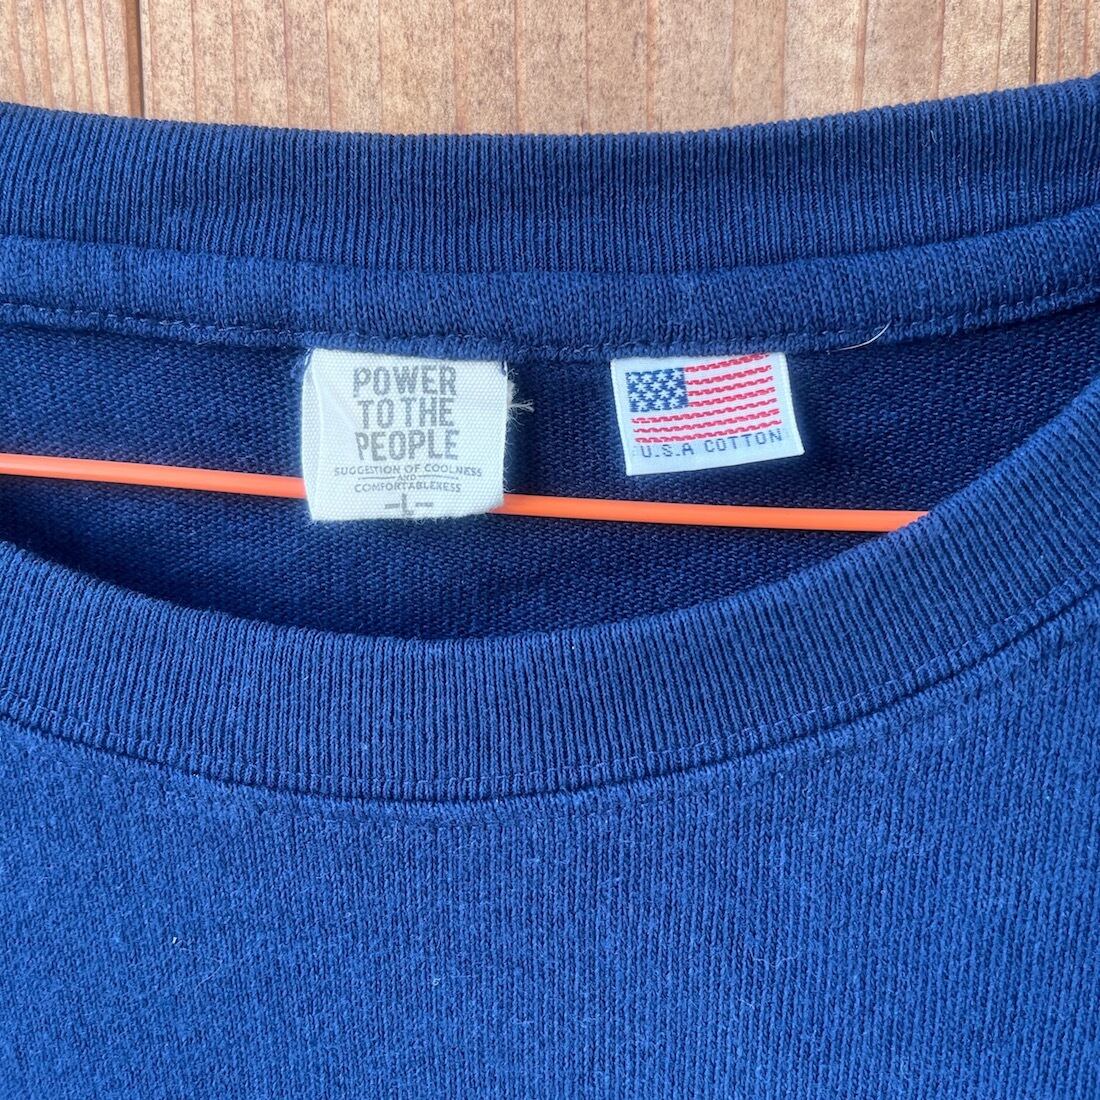 POWER
TO THE
PEOPLE
SUGGESTION OF COOLNESS
AND
COMFORTABLENESS
-L-
U.S.A COTTON